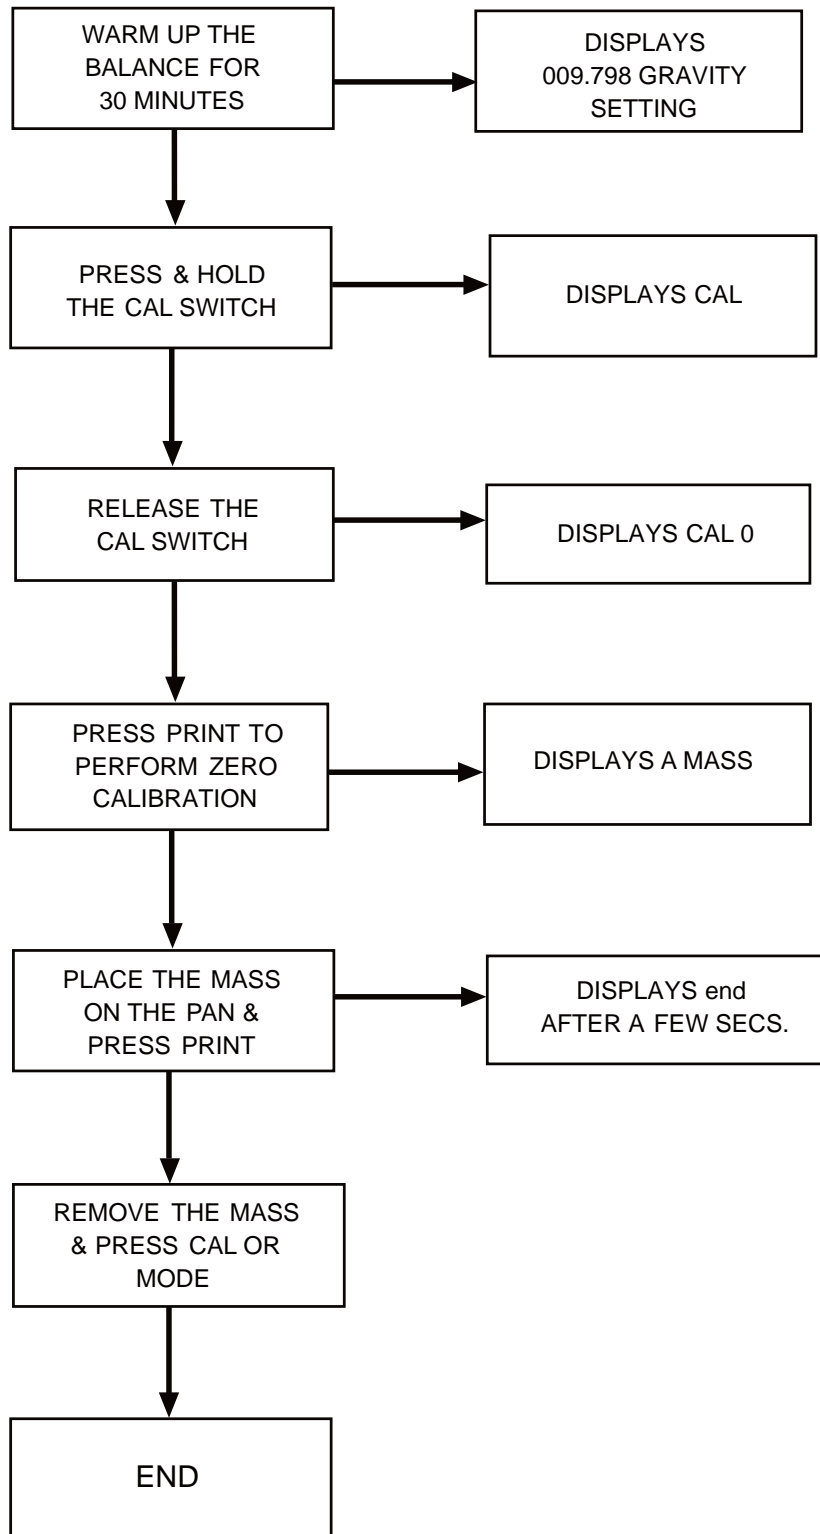 WARM UP THE
BALANCE FOR
30 MINUTES
DISPLAYS
009.798 GRAVITY
SETTING
PRESS & HOLD
THE CAL SWITCH
DISPLAYS CAL
RELEASE THE
CAL SWITCH
DISPLAYS CAL 0
PRESS PRINT TO
PERFORM ZERO
CALIBRATION
DISPLAYS A MASS
PLACE THE MASS
ON THE PAN &
PRESS PRINT
DISPLAYS end
AFTER A FEW SECS.
REMOVE THE MASS
& PRESS CAL OR
MODE
END